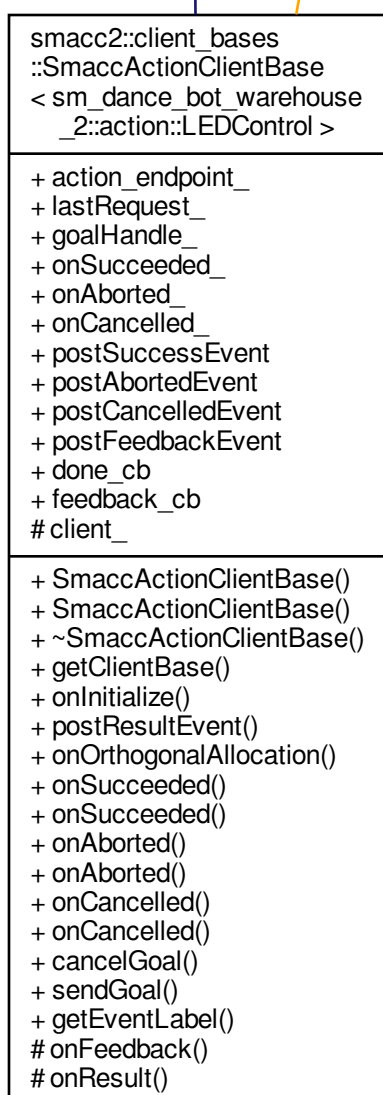 smacc2::client_bases
::SmaccActionClientBase
< sm_dance_bot_warehouse
_2::action::LEDControl >
+ action_endpoint_
+ lastRequest_
+ goalHandle_
+ onSucceeded_
+ onAborted_
+ onCancelled_
+ postSuccessEvent
+ postAbortedEvent
+ postCancelledEvent
+ postFeedbackEvent
+ done_cb
+ feedback_cb
# client_
+ SmaccActionClientBase()
+ SmaccActionClientBase()
+ ~SmaccActionClientBase()
+ getClientBase()
+ onInitialize()
+ postResultEvent()
+ onOrthogonalAllocation()
+ onSucceeded()
+ onSucceeded()
+ onAborted()
+ onAborted()
+ onCancelled()
+ onCancelled()
+ cancelGoal()
+ sendGoal()
+ getEventLabel()
# onFeedback()
# onResult()